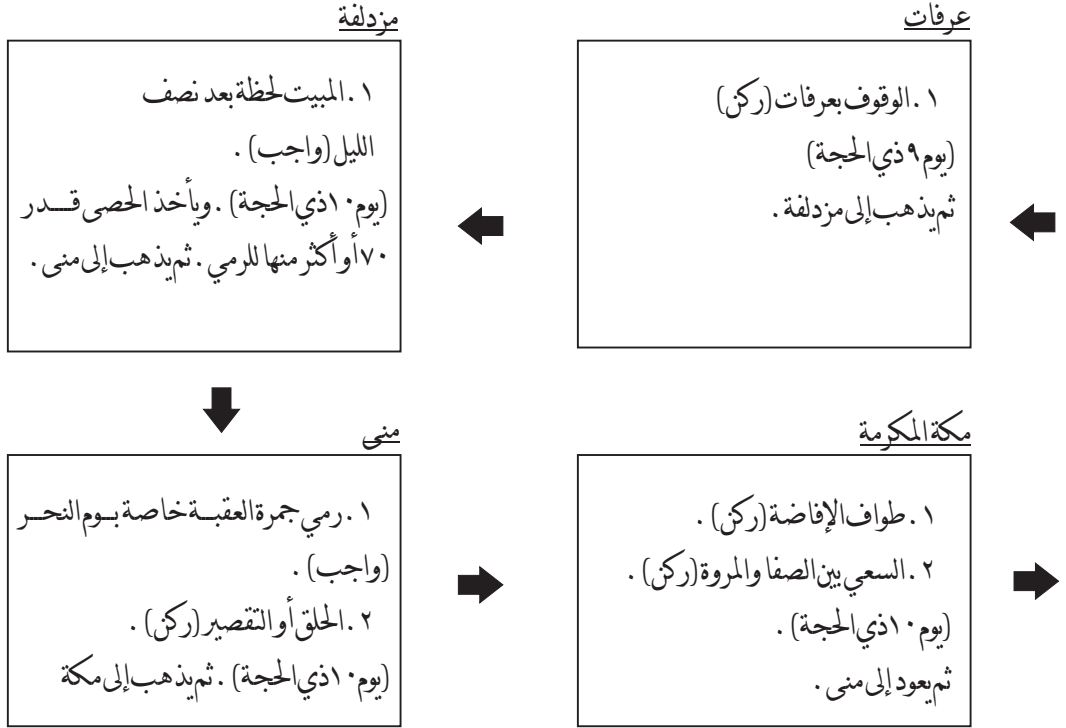 عرفات
١. الوقوف بعرفات (ركن)
(يوم ٩ ذي الحجة)
ثم يذهب إلى مزدلفة.
مزدلفة
١. المبيت لحظة بعد نصف
الليل (واجب).
(يوم ١٠ ذي الحجة). ويأخذ الحصى قدر
٧٠ أو أكثر منها للرمي. ثم يذهب إلى منى.
منى
١. رمي جمرة العقبة خاصة بوم النحر
(واجب).
٢. الحلق أو التقصير (ركن).
(يوم ١٠ ذي الحجة). ثم يذهب إلى مكة
مكة المكرمة
١. طواف الإفاضة (ركن).
٢. السعي بين الصفا والمروة (ركن).
(يوم ١٠ ذي الحجة).
ثم يعود إلى منى.